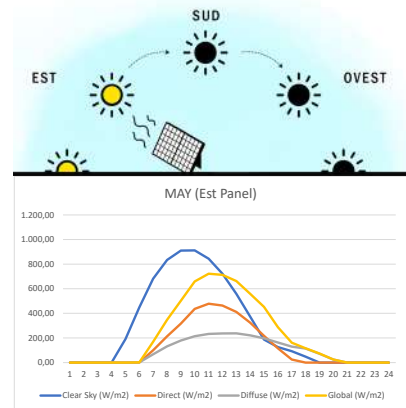 SUD
EST
OVEST
MAY (Est Panel)
1.200,00
1.000,00
800,00
600,00
400,00
200,00
0,00
1 2 3 4 5 6 7 8 9 10 11 12 13 14 15 16 17 18 19 20 21 22 23 24
Clear Sky (W/m2) Direct (W/m2) Diffuse (W/m2) Global (W/m2)